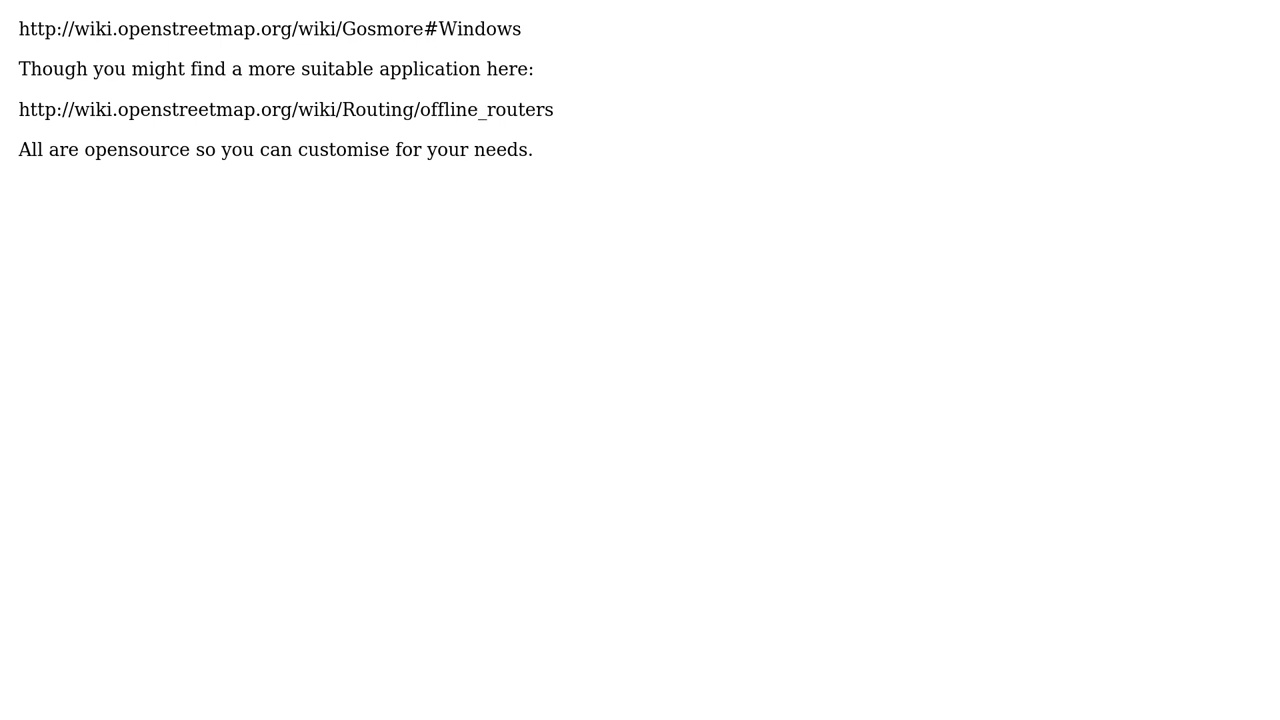 http://wiki.openstreetmap.org/wiki/Gosmore#Windows
Though you might find a more suitable application here:
http://wiki.openstreetmap.org/wiki/Routing/offline_routers
All are opensource so you can customise for your needs.